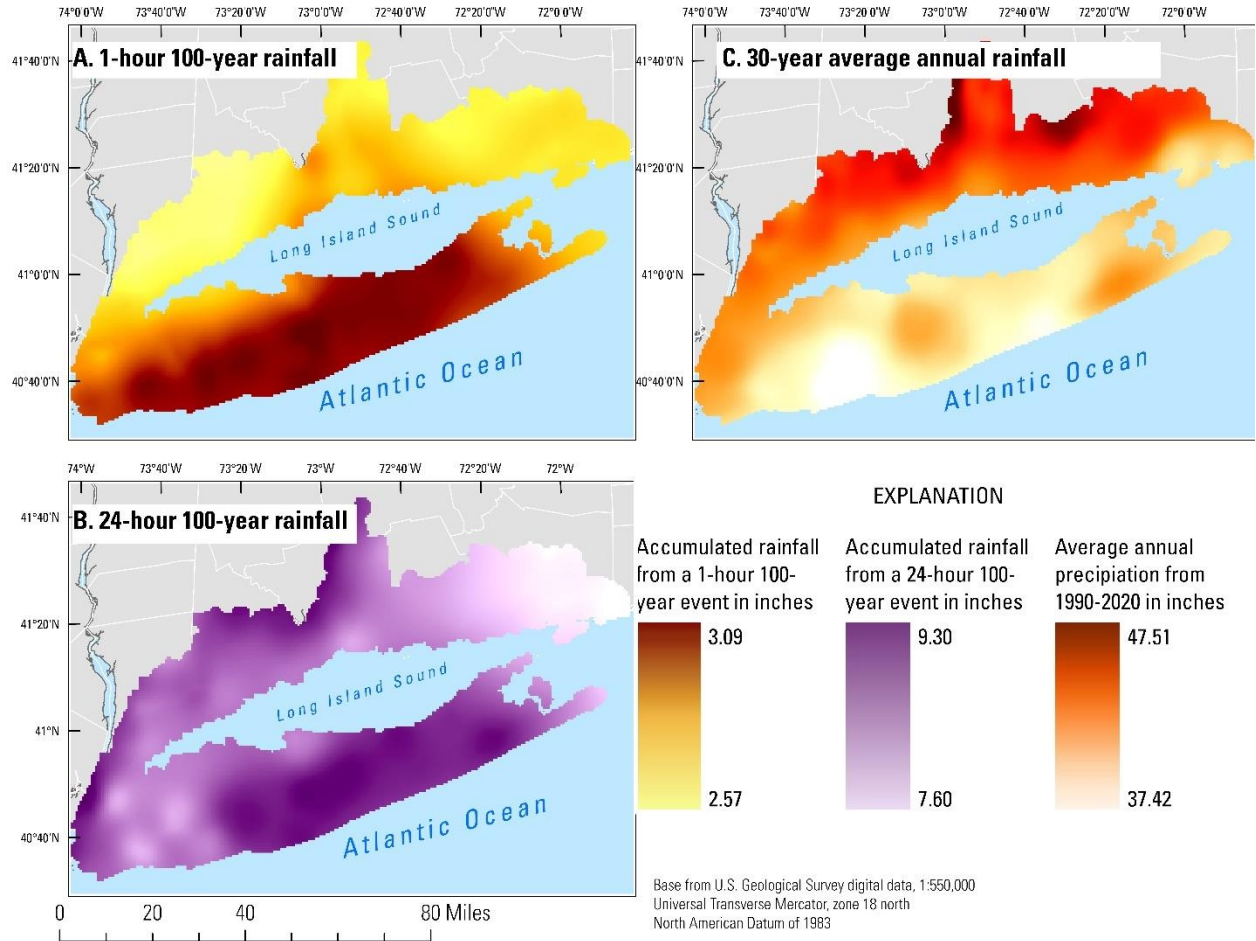 74°0'0"W 73°40'0"W 73°20'0"W 73°0'0"W 72°40'0"W 72°20'0"W 72°0'0"W
A. 1-hour 100-year rainfall
41°40'0"N
41°20'0"N
41°0'0"N
40°40'0"N
Long Island Sound
Atlantic Ocean
74°0'0"W 73°40'0"W 73°20'0"W 73°0'0"W 72°40'0"W 72°20'0"W 72°0'0"W
C. 30-year average annual rainfall
41°40'0"N
41°20'0"N
41°0'0"N
40°40'0"N
Long Island Sound
Atlantic Ocean
74°W 73°40'W 73°20'W 73°W 72°40'W 72°20'W 72°W
B. 24-hour 100-year rainfall
41°40'N
41°20'N
41°N
40°40'N
Long Island Sound
Atlantic Ocean
0 20 40 80 Miles
EXPLANATION
Accumulated rainfall
from a 1-hour 100-
year event in inches
3.09
2.57
Accumulated rainfall
from a 24-hour 100-
year event in inches
9.30
7.60
Average annual
precipiation from
1990-2020 in inches
47.51
37.42
Base from U.S. Geological Survey digital data, 1:550,000
Universal Transverse Mercator, zone 18 north
North American Datum of 1983